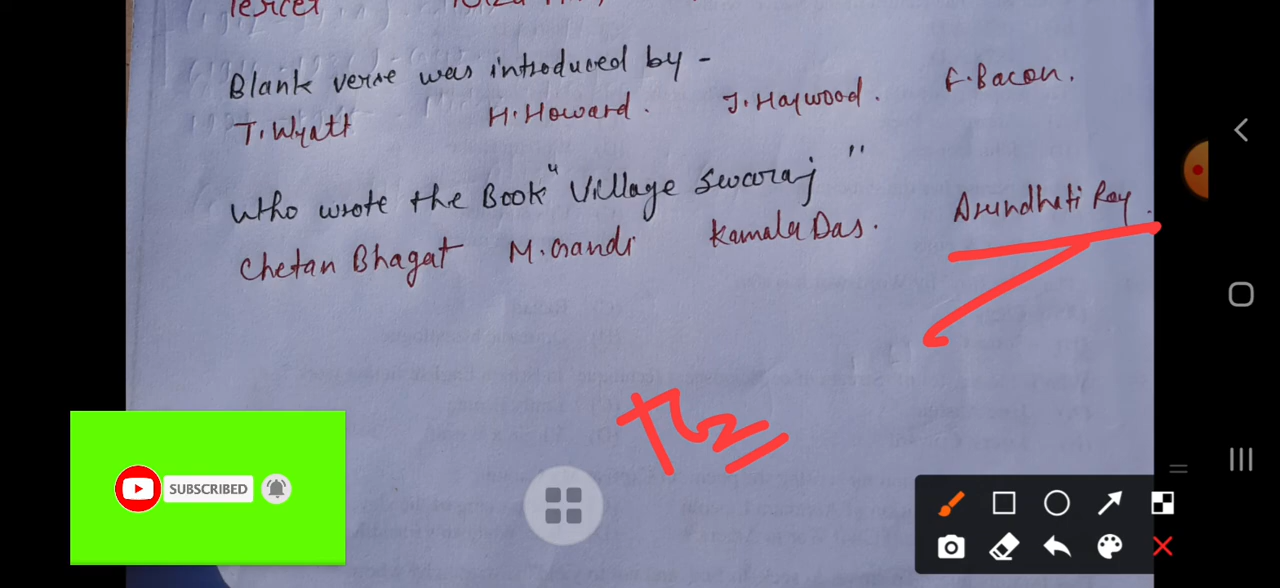 Tercet
Blank verse was introduced by -
T. Wyatt H. Howard. J. Haywood. F. Bacon.
Who wrote the Book "Village Swaraj"
Chetan Bhagat M. Gandi Kamala Das. Arundhati Roy.
SUBSCRIBED